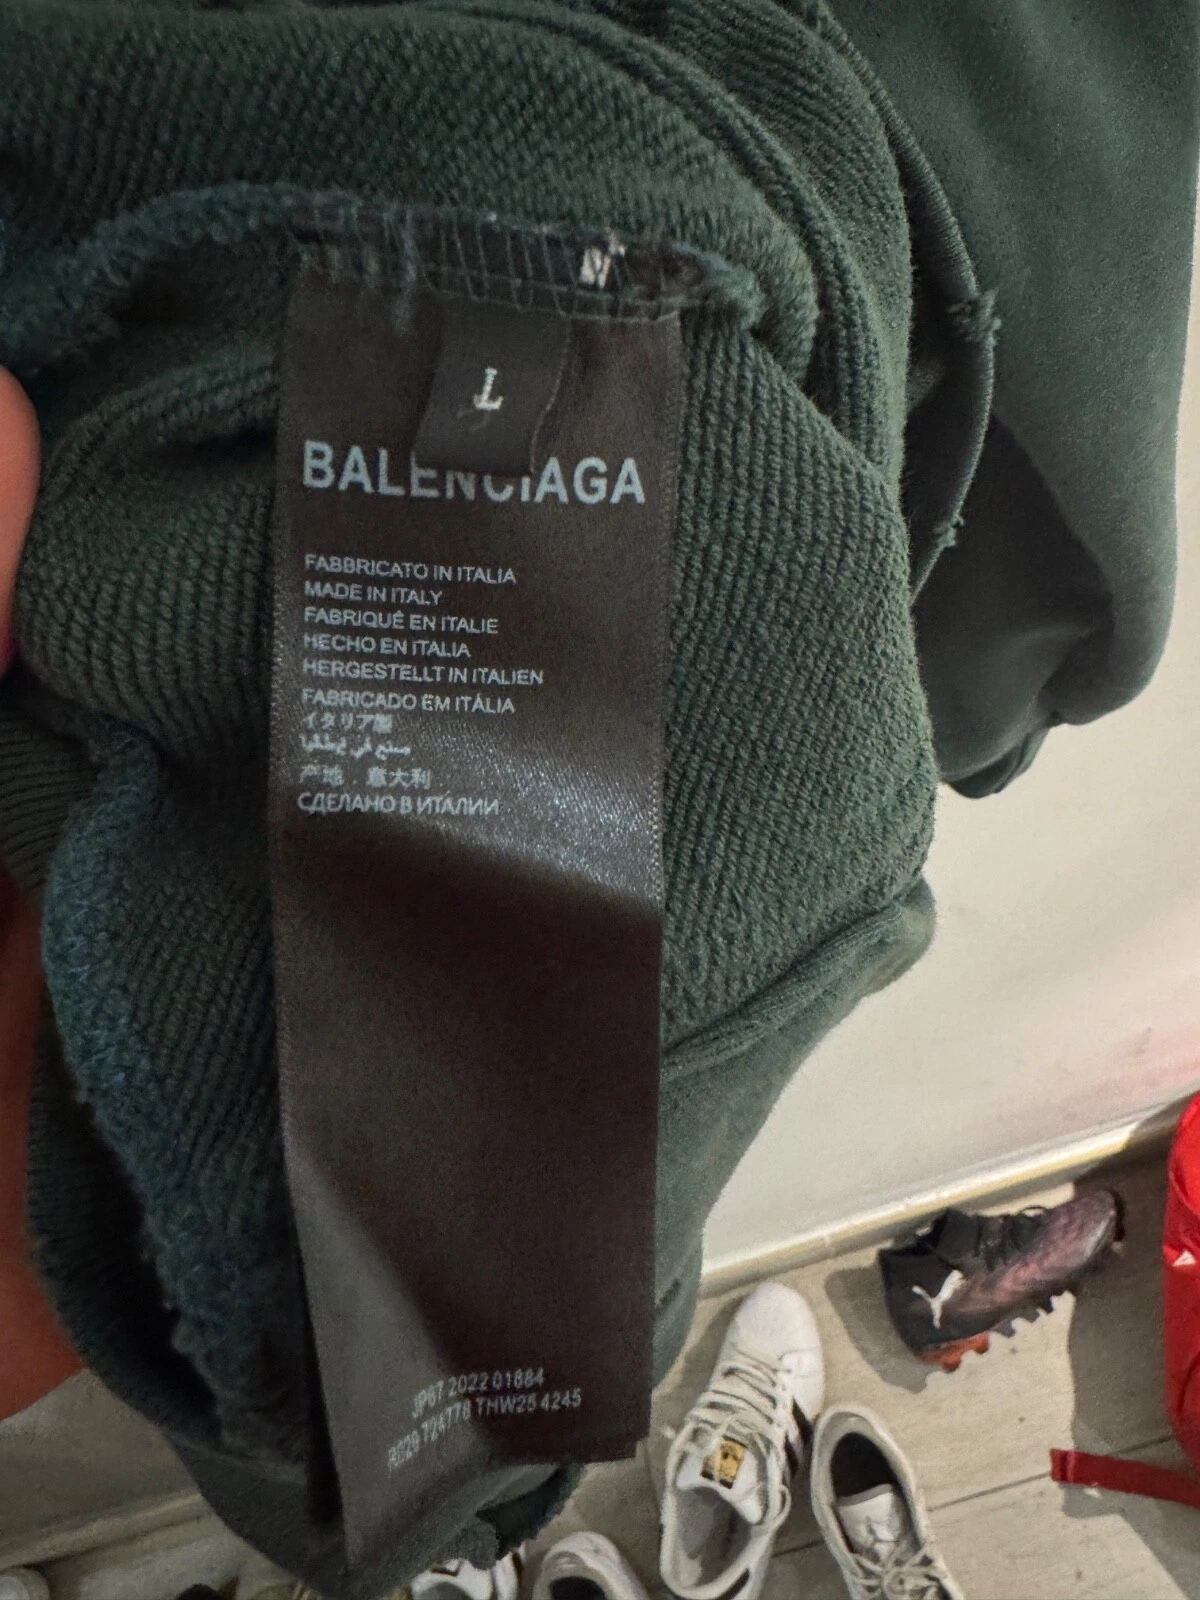 L
BALENCIAGA
FABBRICATO IN ITALIA
MADE IN ITALY
FABRIQUÉ EN ITALIE
HECHO EN ITALIA
HERGESTELLT IN ITALIEN
FABRICADO EM ITÁLIA
イタリア製
صنع في إيطاليا
产地．意大利
СДЕЛАНО В ИТАЛИИ
JP67 2022 01884
724778 THW25 4245